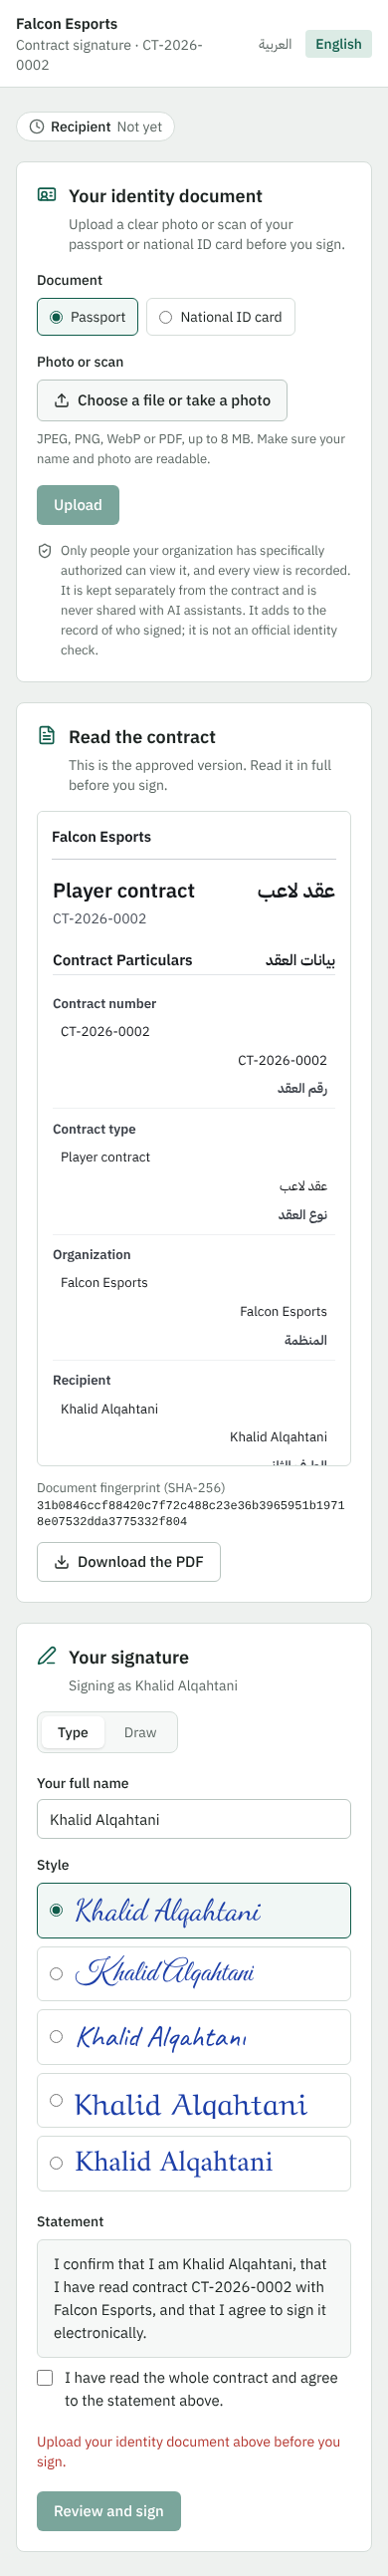 Falcon Esports
Contract signature · CT-2026-
0002
العربية
English
Recipient Not yet
Your identity document
Upload a clear photo or scan of your
passport or national ID card before you sign.
Document
Passport
National ID card
Photo or scan
Choose a file or take a photo
JPEG, PNG, WebP or PDF, up to 8 MB. Make sure your
name and photo are readable.
Upload
Only people your organization has specifically
authorized can view it, and every view is recorded.
It is kept separately from the contract and is
never shared with AI assistants. It adds to the
record of who signed; it is not an official identity
check.
Read the contract
This is the approved version. Read it in full
before you sign.
Falcon Esports
Player contract
عقد لاعب
CT-2026-0002
Contract Particulars
بيانات العقد
Contract number
CT-2026-0002
CT-2026-0002
رقم العقد
Contract type
Player contract
عقد لاعب
نوع العقد
Organization
Falcon Esports
Falcon Esports
المنظمة
Recipient
Khalid Alqahtani
Khalid Alqahtani
Document fingerprint (SHA-256)
31b0846ccf88420c7f72c488c23e36b3965951b1971
8e07532dda3775332f804
Download the PDF
Your signature
Signing as Khalid Alqahtani
Type
Draw
Your full name
Khalid Alqahtani
Style
Khalid Alqahtani
Khalid Alqahtani
Khalid Alqahtani
Khalid Alqahtani
Khalid Alqahtani
Statement
I confirm that I am Khalid Alqahtani, that
I have read contract CT-2026-0002 with
Falcon Esports, and that I agree to sign it
electronically.
I have read the whole contract and agree
to the statement above.
Upload your identity document above before you
sign.
Review and sign